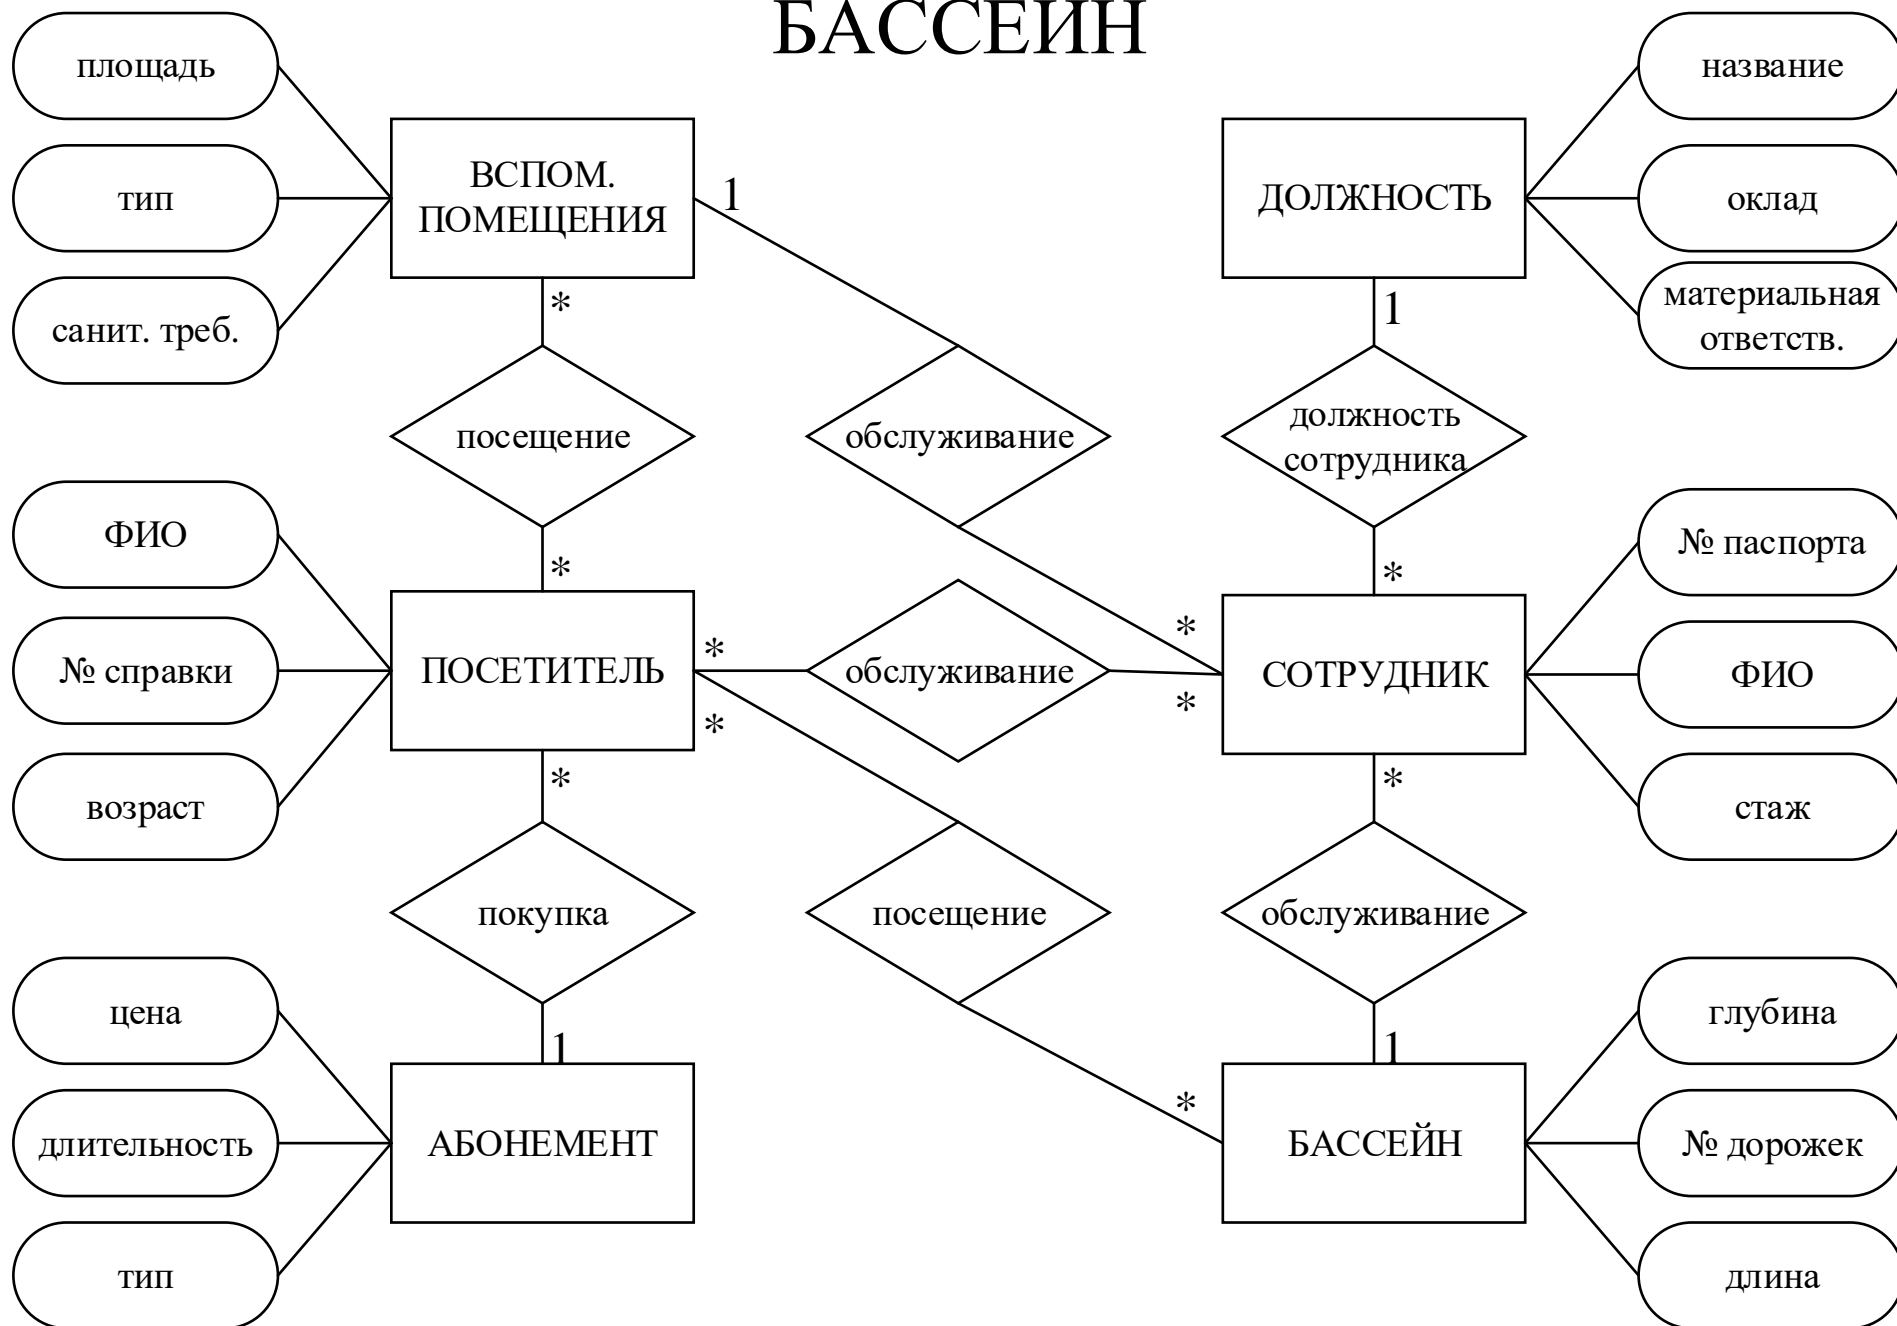 БАССЕЙН
площадь
название
ВСПОМ.
ПОМЕЩЕНИЯ
1
ДОЛЖНОСТЬ
тип
оклад
санит. треб.
*
1
материальная
ответств.
посещение
обслуживание
должность
сотрудника
ФИО
№ паспорта
*
*
*
*
№ справки
ПОСЕТИТЕЛЬ
обслуживание
СОТРУДНИК
ФИО
*
*
*
*
возраст
стаж
покупка
посещение
обслуживание
цена
глубина
1
1
*
длительность
АБОНЕМЕНТ
БАССЕЙН
№ дорожек
тип
длина